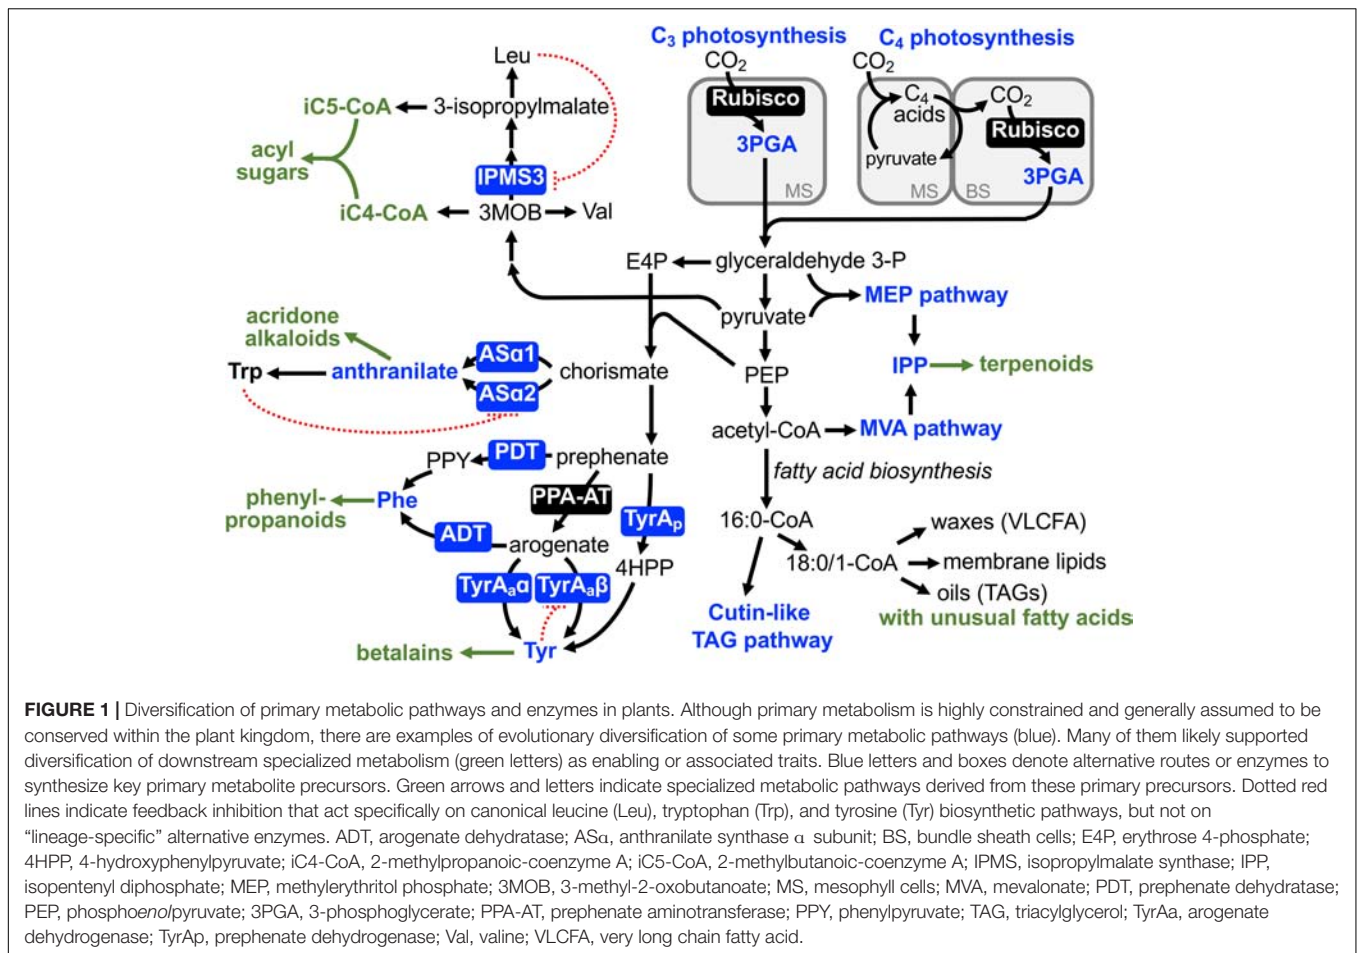 C3 photosynthesis
C4 photosynthesis
CO2
Rubisco
3PGA
MS
CO2
C4
acids
pyruvate
MS
CO2
Rubisco
3PGA
BS
Leu
iC5-CoA
3-isopropylmalate
acyl
sugars
IPMS3
iC4-CoA
3MOB
Val
E4P
glyceraldehyde 3-P
MEP pathway
pyruvate
acridone
alkaloids
Trp
anthranilate
ASα1
ASα2
chorismate
PEP
IPP
terpenoids
acetyl-CoA
MVA pathway
fatty acid biosynthesis
PPY
PDT
prephenate
phenyl-
propanoids
Phe
PPA-AT
TyrAp
ADT
arogenate
4HPP
TyrAaα
TyrAaβ
betalains
Tyr
16:0-CoA
18:0/1-CoA
waxes (VLCFA)
membrane lipids
oils (TAGs)
with unusual fatty acids
Cutin-like
TAG pathway
FIGURE 1 | Diversification of primary metabolic pathways and enzymes in plants. Although primary metabolism is highly constrained and generally assumed to be
conserved within the plant kingdom, there are examples of evolutionary diversification of some primary metabolic pathways (blue). Many of them likely supported
diversification of downstream specialized metabolism (green letters) as enabling or associated traits. Blue letters and boxes denote alternative routes or enzymes to
synthesize key primary metabolite precursors. Green arrows and letters indicate specialized metabolic pathways derived from these primary precursors. Dotted red
lines indicate feedback inhibition that act specifically on canonical leucine (Leu), tryptophan (Trp), and tyrosine (Tyr) biosynthetic pathways, but not on
“lineage-specific” alternative enzymes. ADT, arogenate dehydratase; ASα, anthranilate synthase α subunit; BS, bundle sheath cells; E4P, erythrose 4-phosphate;
4HPP, 4-hydroxyphenylpyruvate; iC4-CoA, 2-methylpropanoic-coenzyme A; iC5-CoA, 2-methylbutanoic-coenzyme A; IPMS, isopropylmalate synthase; IPP,
isopentenyl diphosphate; MEP, methylerythritol phosphate; 3MOB, 3-methyl-2-oxobutanoate; MS, mesophyll cells; MVA, mevalonate; PDT, prephenate dehydratase;
PEP, phosphoenolpyruvate; 3PGA, 3-phosphoglycerate; PPA-AT, prephenate aminotransferase; PPY, phenylpyruvate; TAG, triacylglycerol; TyrAa, arogenate
dehydrogenase; TyrAp, prephenate dehydrogenase; Val, valine; VLCFA, very long chain fatty acid.